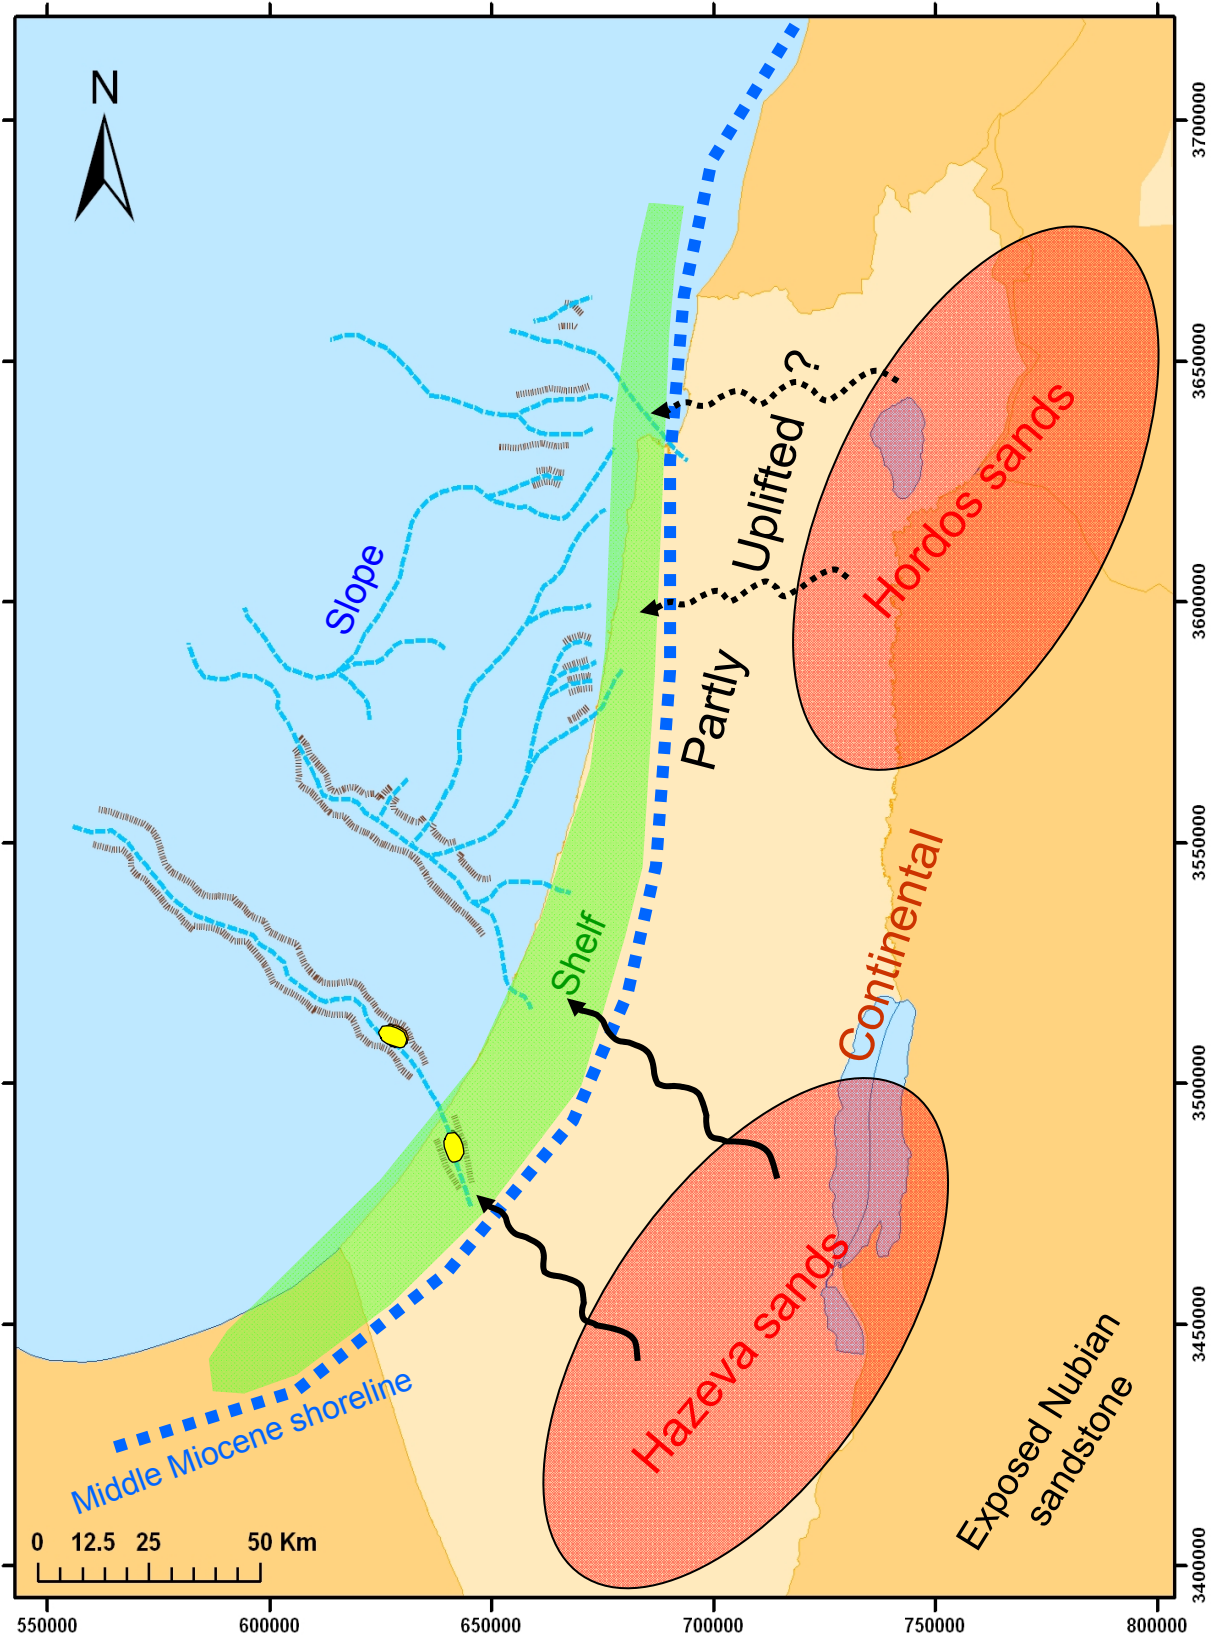 N
3700000
3650000
3600000
3550000
3500000
3450000
3400000
?
Uplifted
Partly
Hordos sands
Slope
Shelf
Continental
Hazeva sands
Exposed Nubian
sandstone
Middle Miocene shoreline
0 12.5 25 50 Km
550000 600000 650000 700000 750000 800000